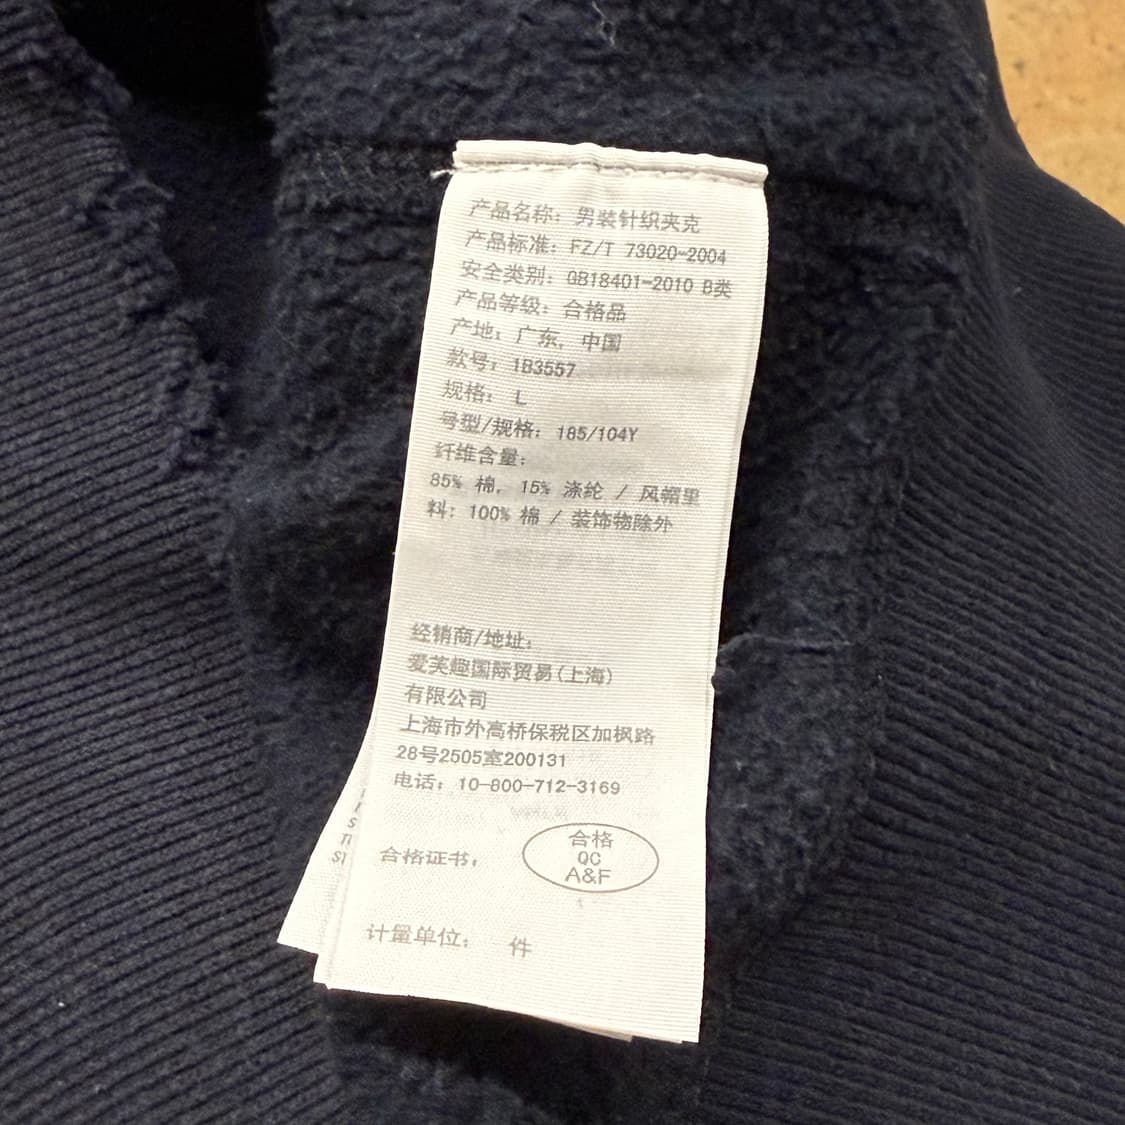 产品名称: 男装针织夹克
产品标准: FZ/T 73020-2004
安全类别: GB18401-2010 B类
产品等级: 合格品
产地: 广东, 中国
款号: 1B3557
规格: L
号型/规格: 185/104Y
纤维含量:
85% 棉, 15% 涤纶 / 风帽里
料: 100% 棉 / 装饰物除外
经销商/地址:
爱芙趣国际贸易(上海)
有限公司
上海市外高桥保税区加枫路
28号2505室200131
电话: 10-800-712-3169
合格证书:
合格
QC
A&F
计量单位: 件